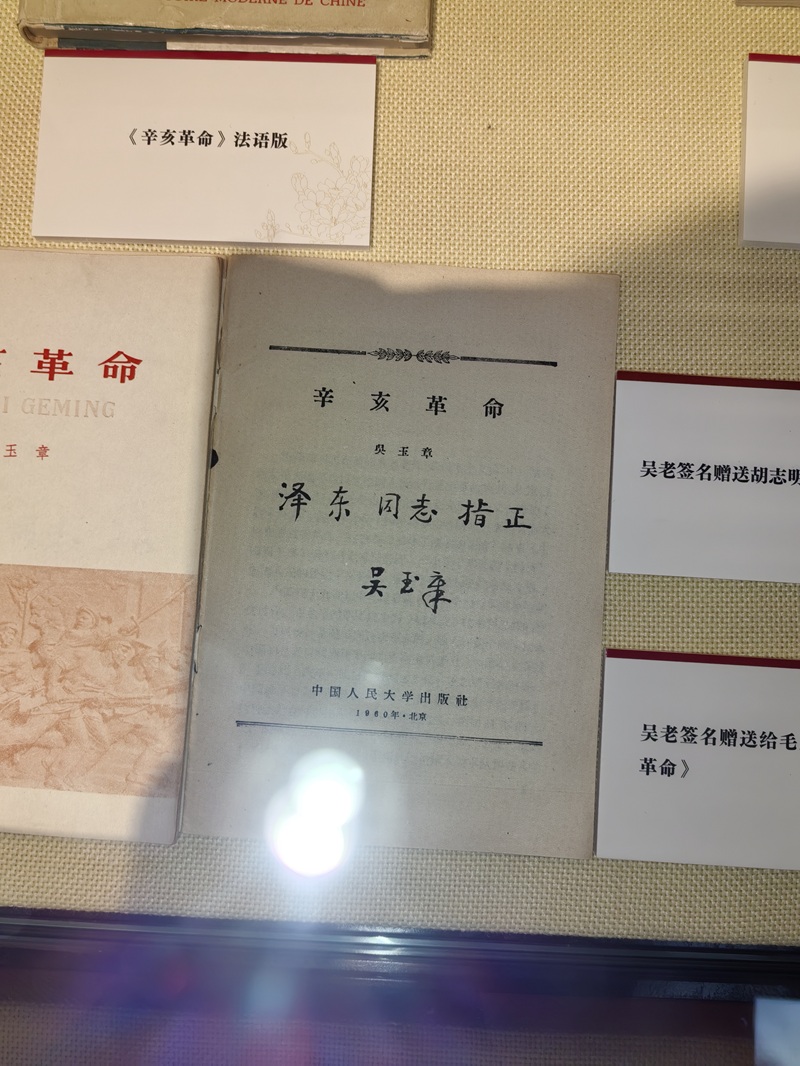 MODERNE DE CHINE
《辛亥革命》法语版
革命
I GEMING
玉章
辛亥革命
吳玉章
泽东同志指正
吴玉章
中国人民大学出版社
1960年·北京
吴老签名赠送胡志明
吴老签名赠送给毛
革命》